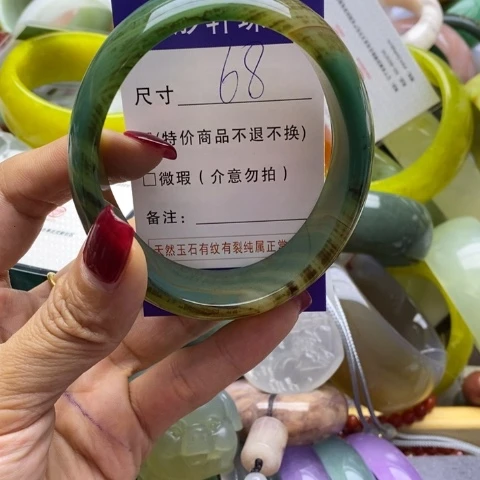 尺寸 68
(特价商品不退不换)
□微瑕(介意勿拍)
备注:
天然玉石有纹有裂纯属正常